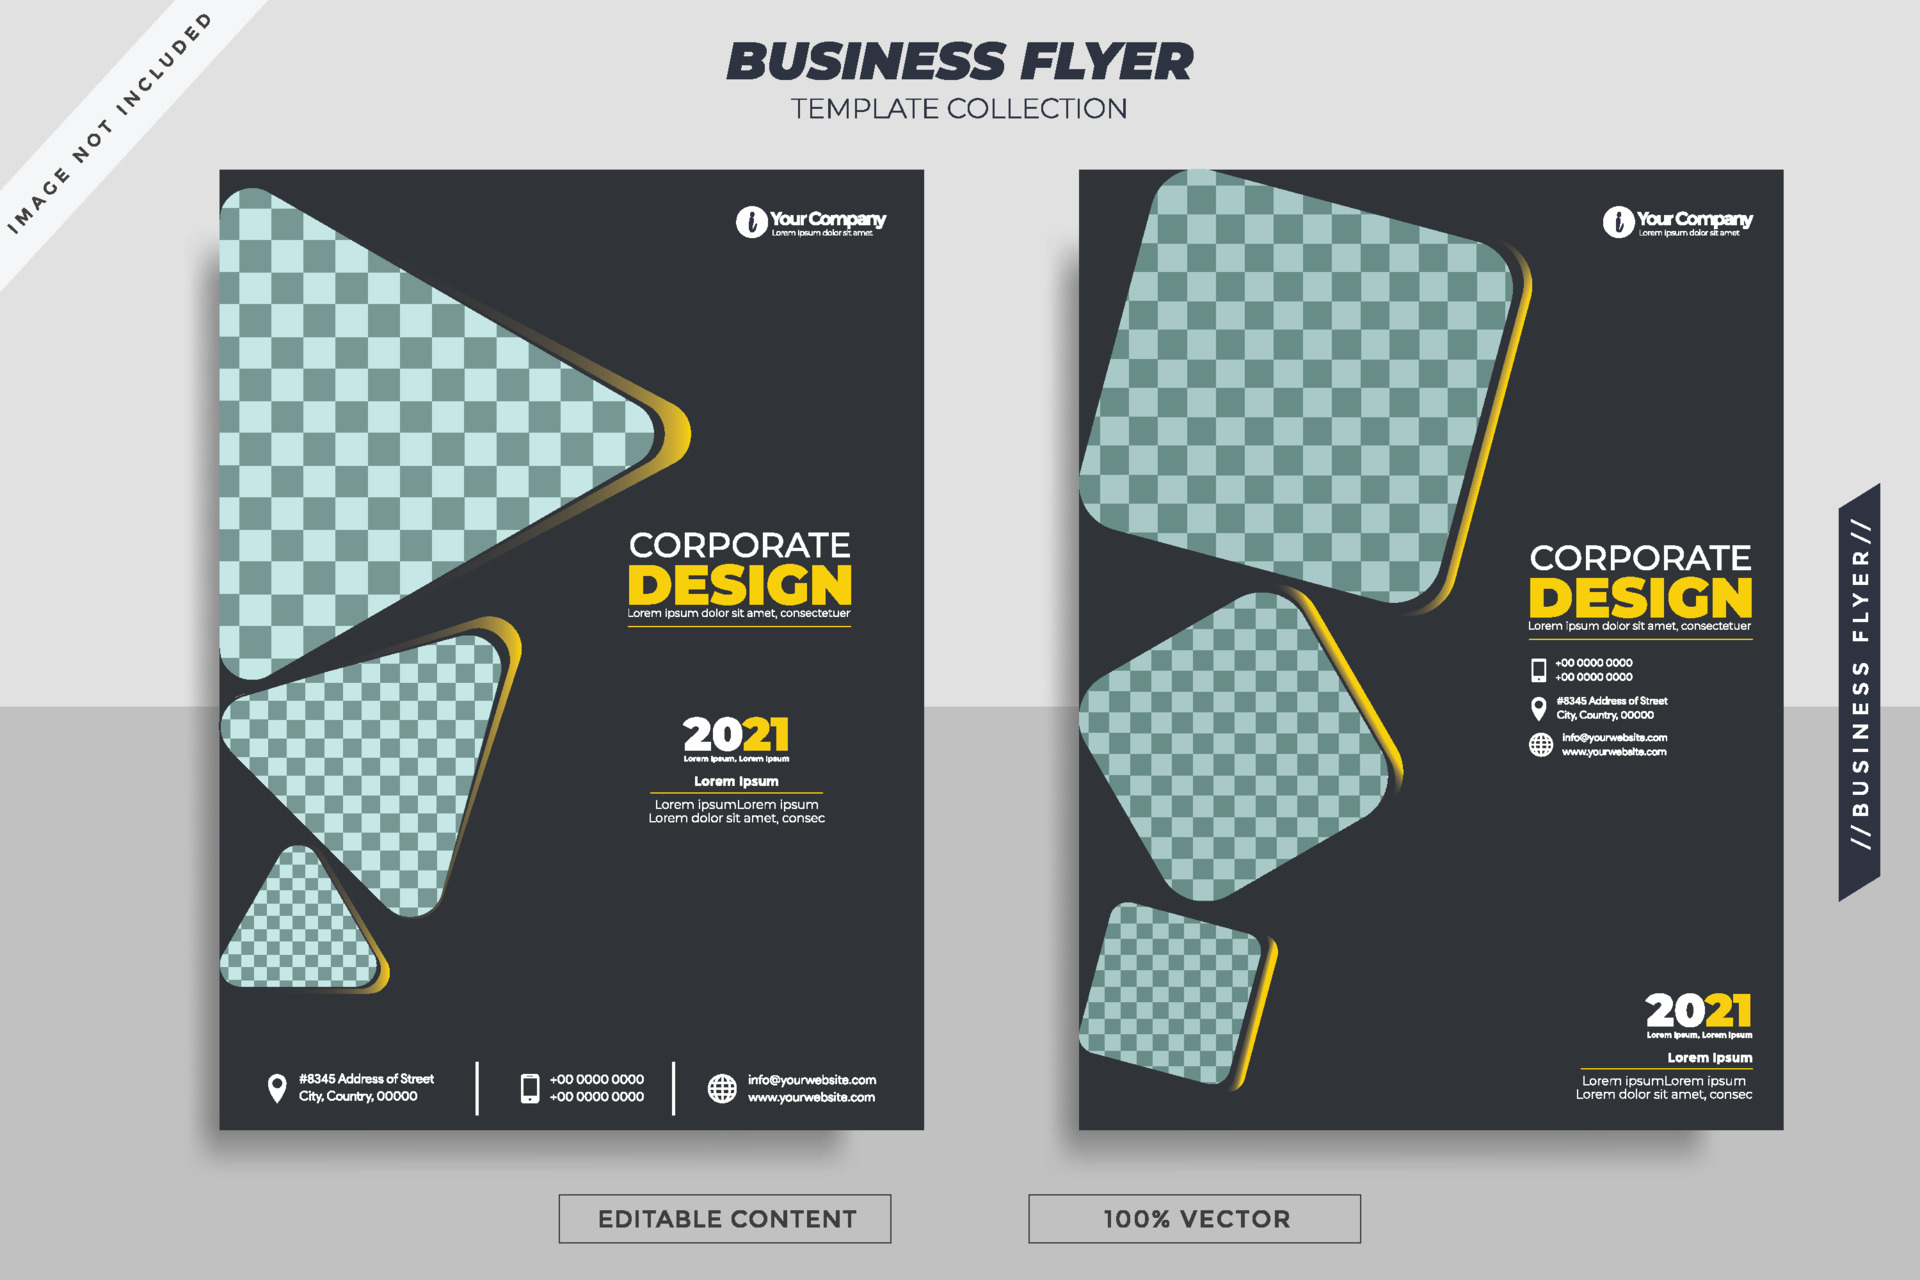 IMAGE NOT INCLUDED
BUSINESS FLYER
TEMPLATE COLLECTION
i Your Company
Lorem ipsum dolor sit amet
CORPORATE
DESIGN
Lorem ipsum dolor sit amet, consectetuer
2021
Lorem ipsum, Lorem ipsum
Lorem Ipsum
Lorem ipsumLorem ipsum
Lorem dolor sit amet, consec
#8345 Address of Street
City, Country, 00000
+00 0000 0000
+00 0000 0000
info@yourwebsite.com
www.yourwebsite.com
i Your Company
Lorem ipsum dolor sit amet
CORPORATE
DESIGN
Lorem ipsum dolor sit amet, consectetuer
+00 0000 0000
+00 0000 0000
#8345 Address of Street
City, Country, 00000
info@yourwebsite.com
www.yourwebsite.com
2021
Lorem ipsum, Lorem ipsum
Lorem Ipsum
Lorem ipsumLorem ipsum
Lorem dolor sit amet, consec
//BUSINESS FLYER//
EDITABLE CONTENT
100% VECTOR